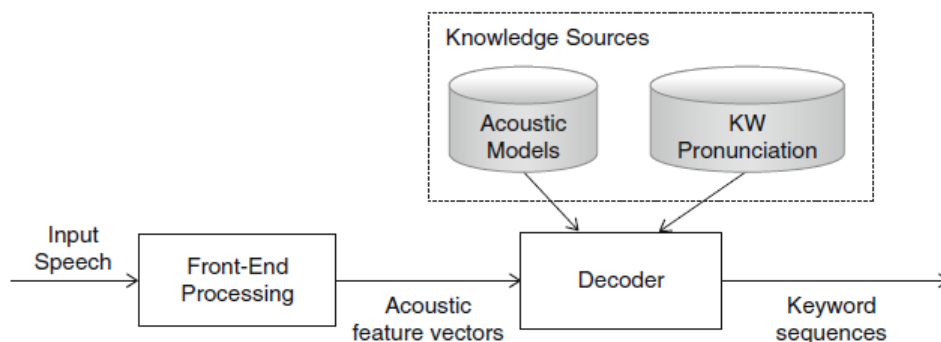 Knowledge Sources
Acoustic
Models
KW
Pronunciation
Input
Speech
Front-End
Processing
Acoustic
feature vectors
Decoder
Keyword
sequences